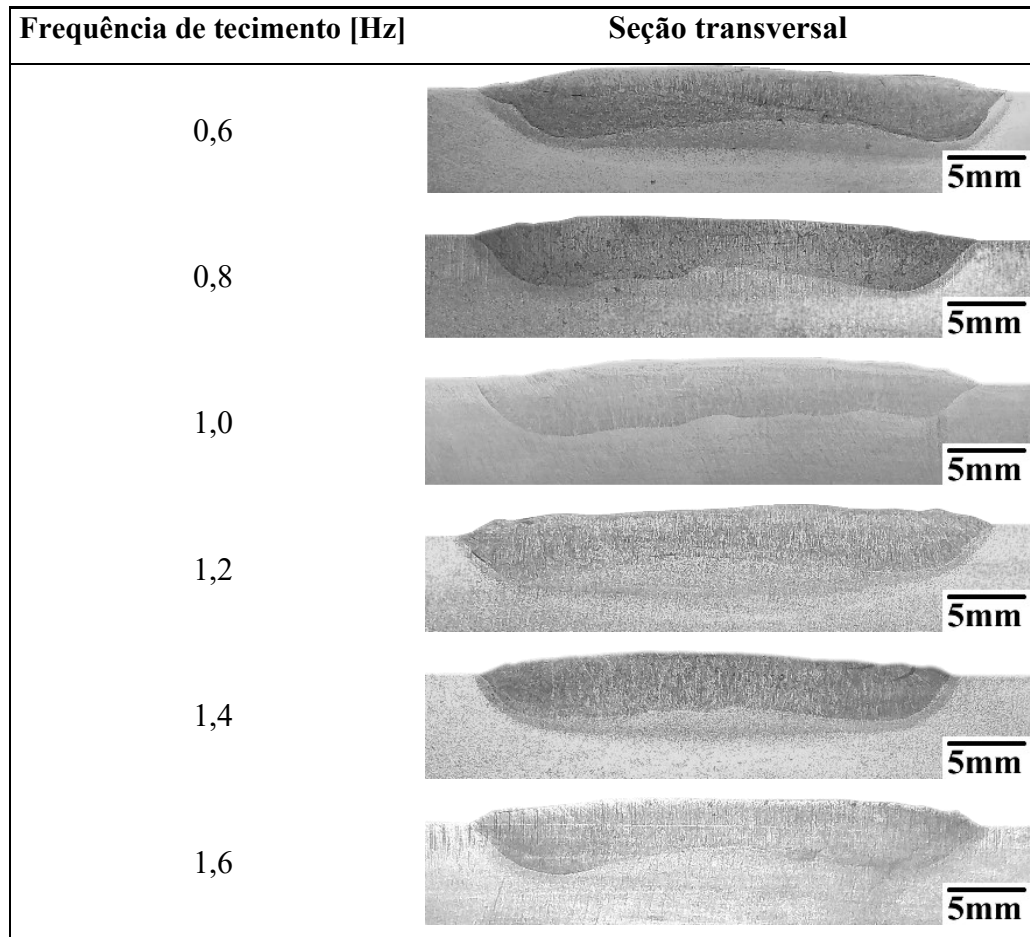 Frequência de tecimento [Hz] Seção transversal
0,6
5mm
0,8
5mm
1,0
5mm
1,2
5mm
1,4
5mm
1,6
5mm